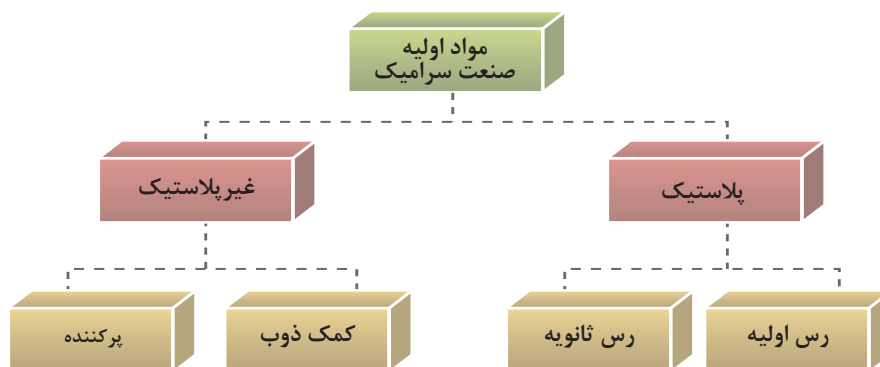 مواد اولیه
صنعت سرامیک
پلاستیک
غیرپلاستیک
رس اولیه
رس ثانویه
کمک ذوب
پرکننده